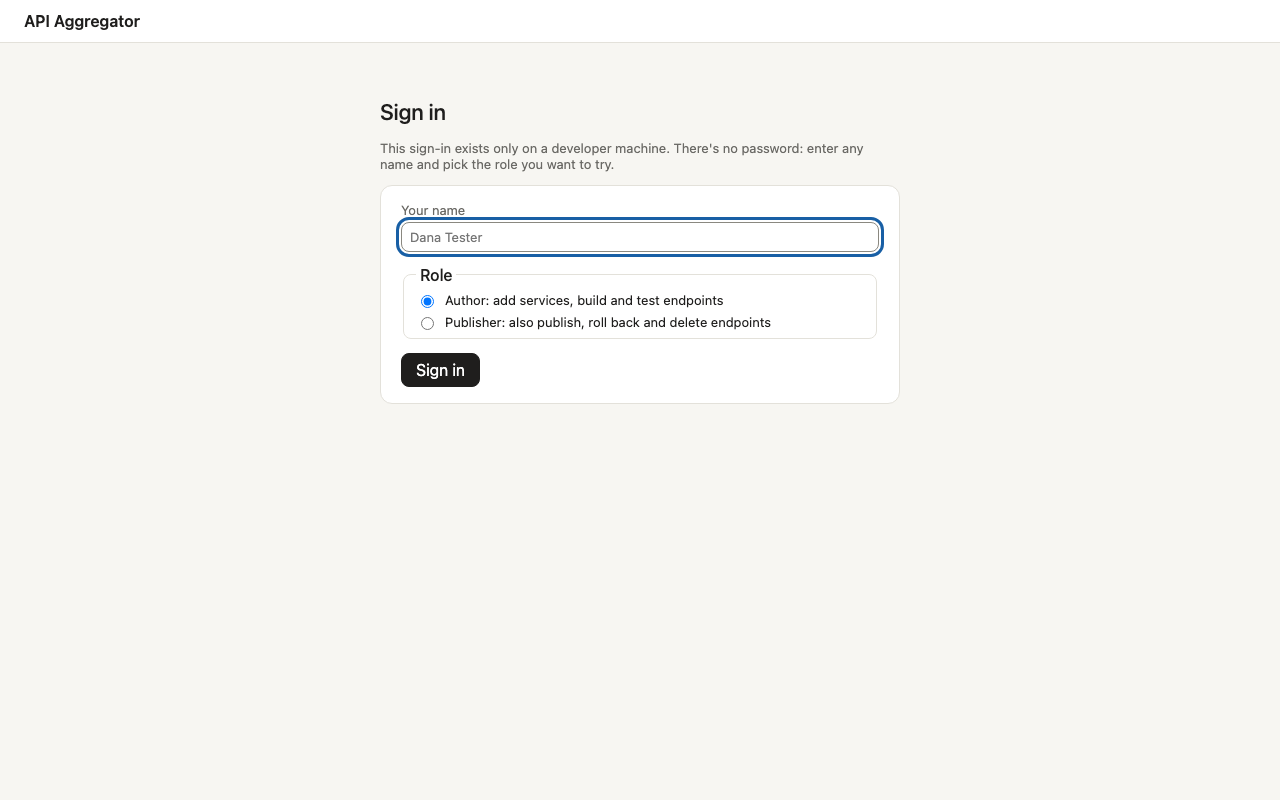 API Aggregator
Sign in
This sign-in exists only on a developer machine. There's no password: enter any
name and pick the role you want to try.
Your name
Dana Tester
Role
Author: add services, build and test endpoints
Publisher: also publish, roll back and delete endpoints
Sign in